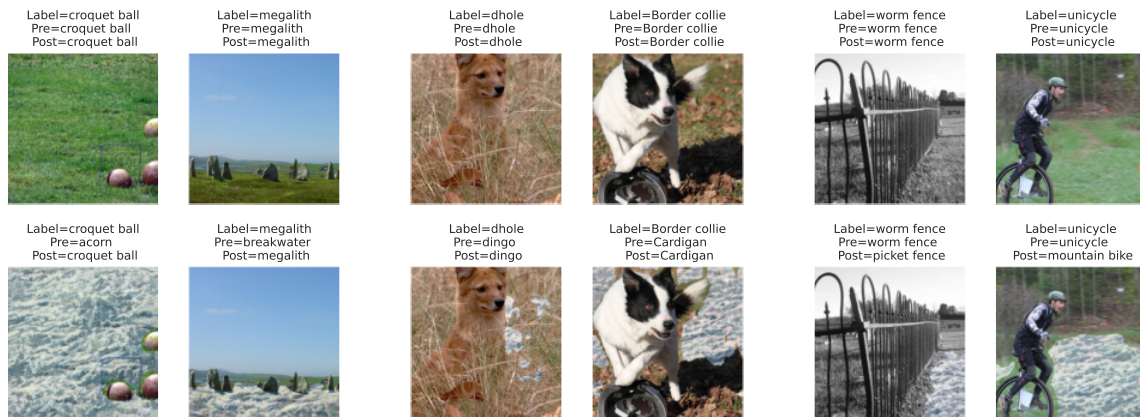 Label=croquet ball
Pre=croquet ball
Post=croquet ball
Label=megalith
Pre=megalith
Post=megalith
Label=dhole
Pre=dhole
Post=dhole
Label=Border collie
Pre=Border collie
Post=Border collie
Label=worm fence
Pre=worm fence
Post=worm fence
Label=unicycle
Pre=unicycle
Post=unicycle
Label=croquet ball
Pre=acorn
Post=croquet ball
Label=megalith
Pre=breakwater
Post=megalith
Label=dhole
Pre=dingo
Post=dingo
Label=Border collie
Pre=Cardigan
Post=Cardigan
Label=worm fence
Pre=worm fence
Post=picket fence
Label=unicycle
Pre=unicycle
Post=mountain bike